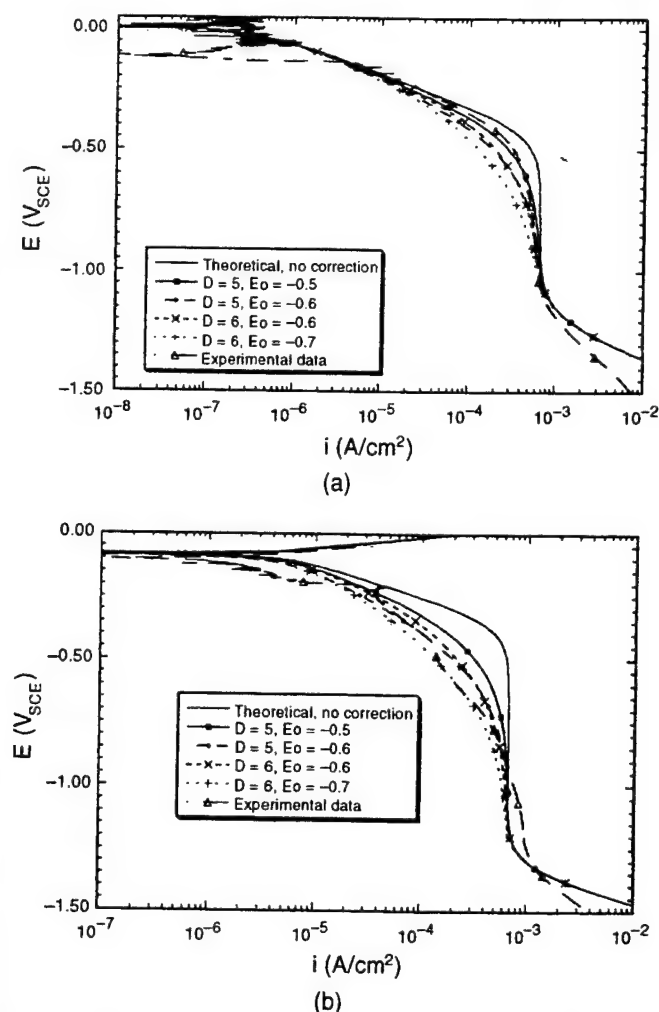 0.00
−0.50
−1.00
−1.50
E (V_SCE)
Theoretical, no correction
D = 5, Eo = −0.5
D = 5, Eo = −0.6
D = 6, Eo = −0.6
D = 6, Eo = −0.7
Experimental data
10⁻⁸ 10⁻⁷ 10⁻⁶ 10⁻⁵ 10⁻⁴ 10⁻³ 10⁻²
i (A/cm²)
(a)
0.00
−0.50
−1.00
−1.50
E (V_SCE)
Theoretical, no correction
D = 5, Eo = −0.5
D = 5, Eo = −0.6
D = 6, Eo = −0.6
D = 6, Eo = −0.7
Experimental data
10⁻⁷ 10⁻⁶ 10⁻⁵ 10⁻⁴ 10⁻³ 10⁻²
i (A/cm²)
(b)